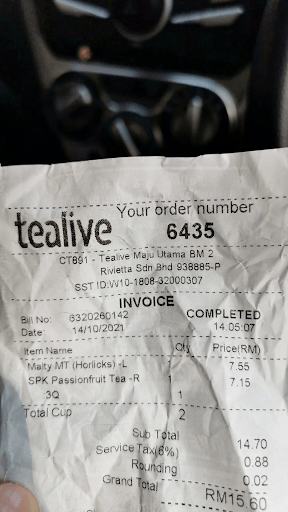 tealive
Your order number
6435
CT891 - Tealive Maju Utama BM 2
Rivietta Sdn Bhd 938885-P
SST ID:W10-1808-32000307
INVOICE
Bill No: 6320260142 COMPLETED
Date: 14/10/2021 14:05:07
Item Name Qty Price(RM)
Malty MT (Horlicks) -L 1 7.55
SPK Passionfruit Tea -R 1 7.15
3Q 1
Total Cup 2
Sub Total 14.70
Service Tax(6%) 0.88
Rounding 0.02
Grand Total RM15.60